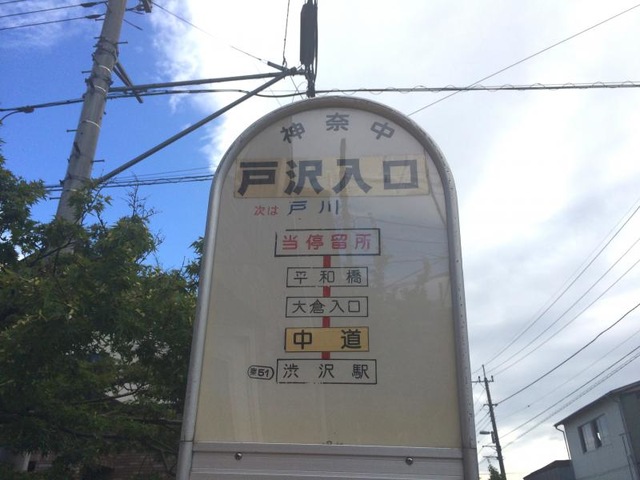 神奈中
戸沢入口
次は 戸川
当停留所
平和橋
大倉入口
中道
渋51 渋沢駅